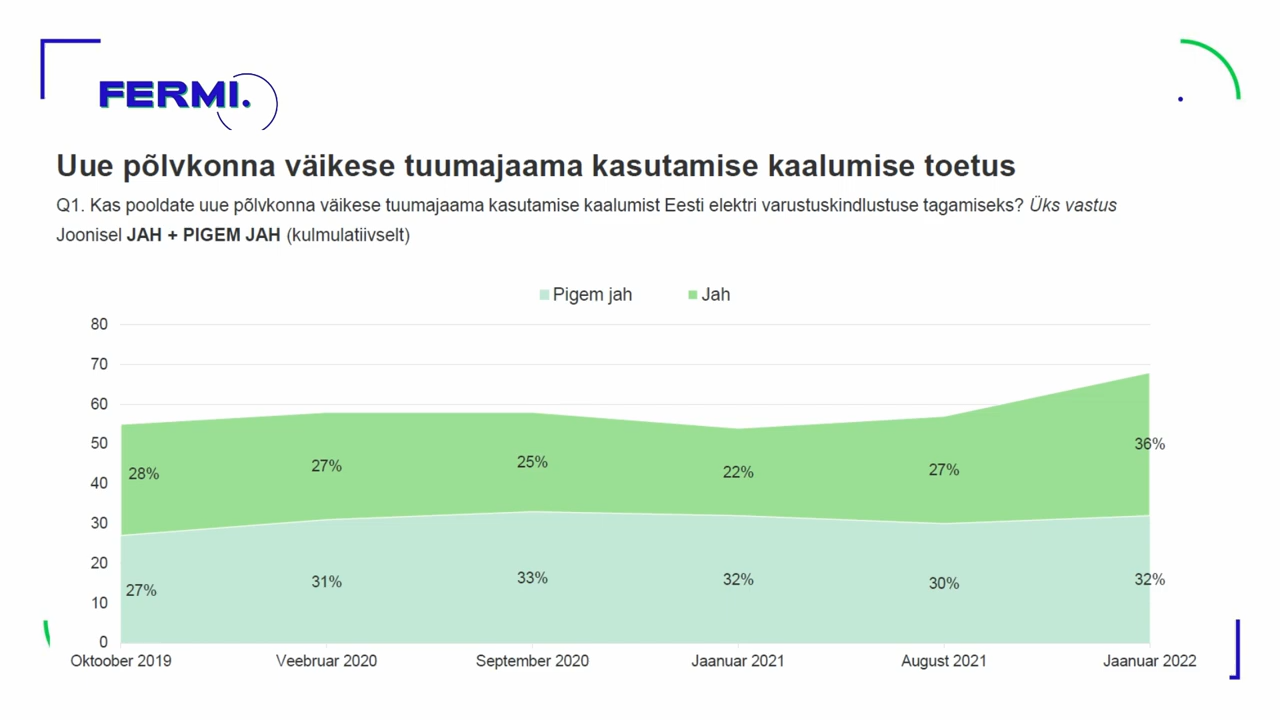 FERMI.
Uue põlvkonna väikese tuumajaama kasutamise kaalumise toetus
Q1. Kas pooldate uue põlvkonna väikese tuumajaama kasutamise kaalumist Eesti elektri varustuskindlustuse tagamiseks? Üks vastus
Joonisel JAH + PIGEM JAH (kulmulatiivselt)
Pigem jah Jah
80
70
60
50
40
30
20
10
0
28% 27% 25% 22% 27% 36%
27% 31% 33% 32% 30% 32%
Oktoober 2019 Veebruar 2020 September 2020 Jaanuar 2021 August 2021 Jaanuar 2022